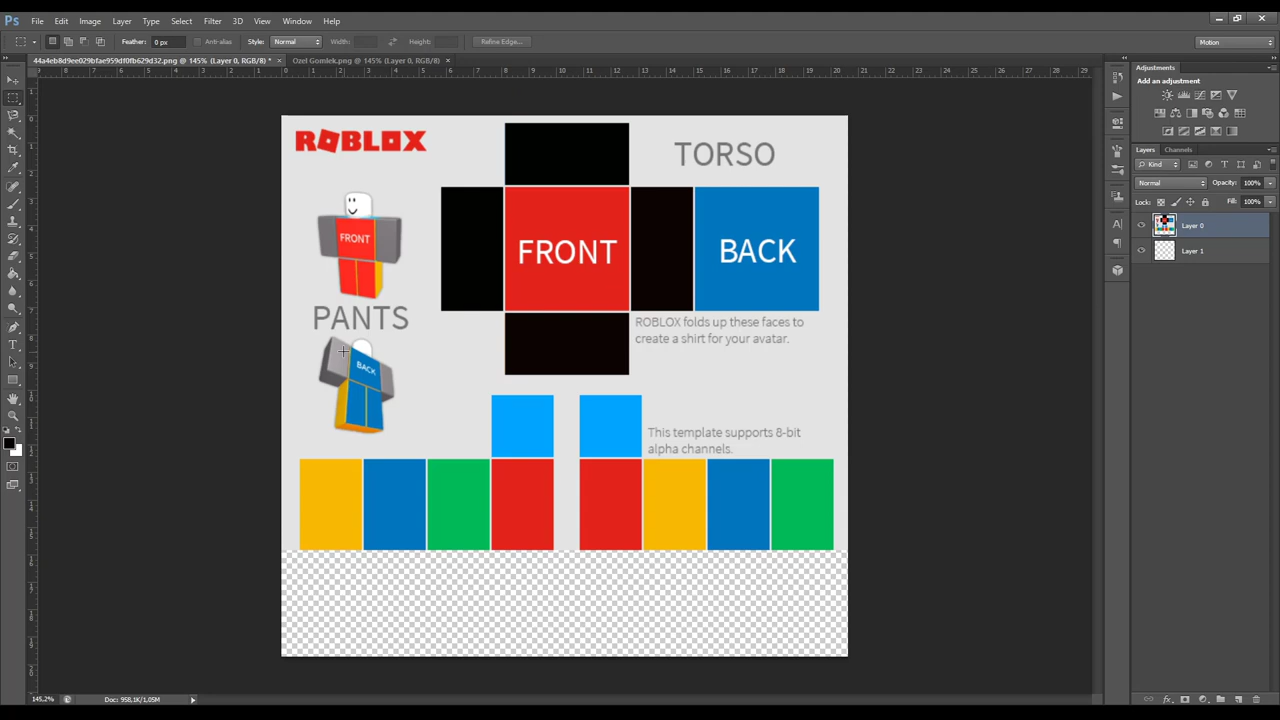 Ps File Edit Image Layer Type Select Filter 3D View Window Help
Feather: 0 px Anti-alias Style: Normal Width: Height: Refine Edge... Motion
44a4eb8d9ee029bfae959df0fb629d32.png @ 145% (Layer 0, RGB/8) * × Ozel Gomlek.png @ 145% (Layer 0, RGB/8) ×
Adjustments
Add an adjustment
Layers Channels
Kind
Normal Opacity: 100%
Lock: Fill: 100%
Layer 0
Layer 1
ROBLOX
TORSO
FRONT
FRONT
BACK
PANTS
ROBLOX folds up these faces to
create a shirt for your avatar.
BACK
This template supports 8-bit
alpha channels.
145,2% Doc: 958,1K/1,05M